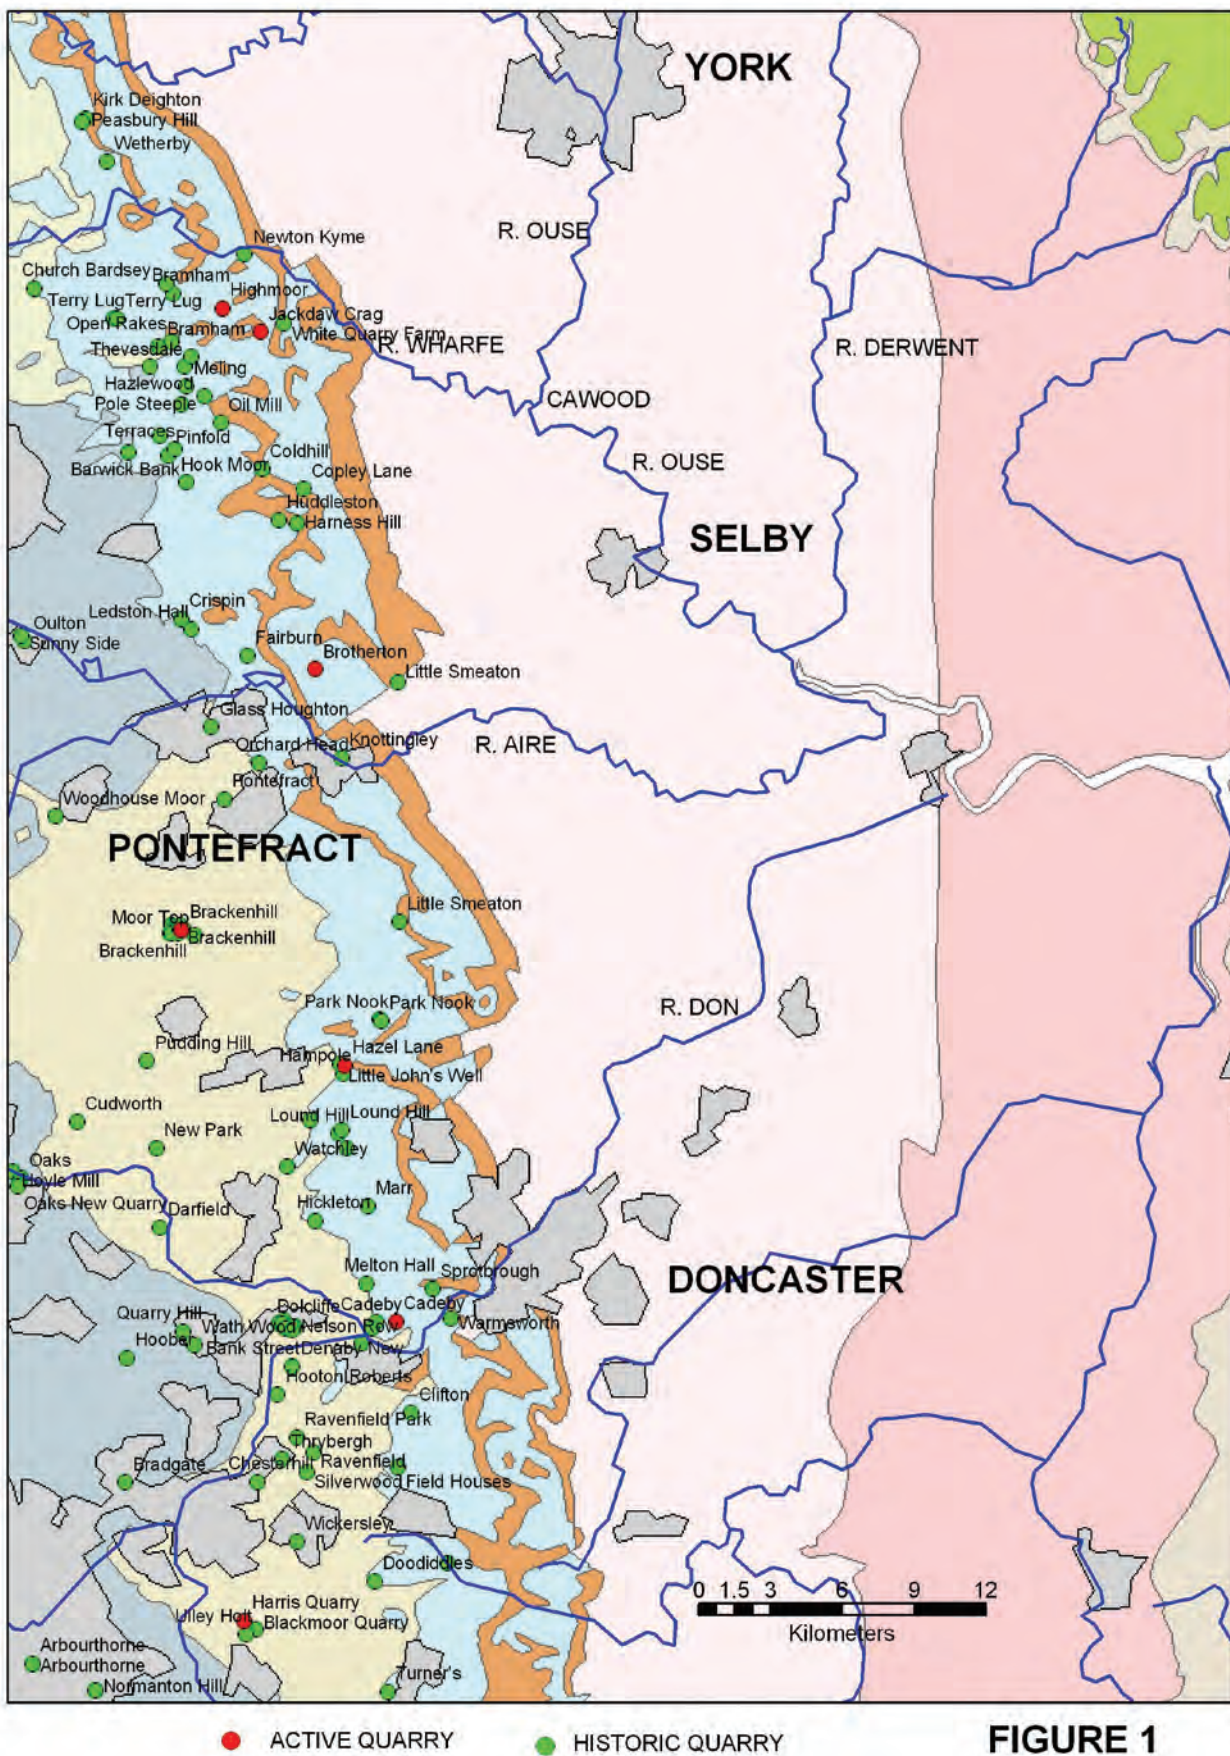 YORK
Kirk Deighton
Peasbury Hill
Wetherby
R. OUSE
Newton Kyme
Church Bardsey
Bramham
Highmoor
Terry Lug
Terry Lug
Jackdaw Crag
Open Rakes
Bramham
White Quarry Farm
R. WHARFE
R. DERWENT
Thevesdale
Meling
Hazlewood
Pole Steeple
Oil Mill
CAWOOD
Terraces
Pinfold
Coldhill
R. OUSE
Barwick Bank
Hook Moor
Copley Lane
Huddleston
Harness Hill
SELBY
Ledston Hall
Crispin
Oulton
Sunny Side
Fairburn
Brotherton
Little Smeaton
Glass Houghton
Orchard Head
Knottingley
R. AIRE
Pontefract
Woodhouse Moor
PONTEFRACT
Moor Top
Brackenhill
Little Smeaton
Brackenhill
Brackenhill
Park Nook
Park Nook
R. DON
Pudding Hill
Hampole
Hazel Lane
Little John's Well
Cudworth
Lound Hill
Lound Hill
New Park
Watchley
Oaks
Hoyle Mill
Oaks New Quarry
Darfield
Hickleton
Marr
Melton Hall
Sprotbrough
DONCASTER
Quarry Hill
Dolcliffe
Cadeby
Cadeby
Hoober
Wath Wood
Nelson Row
Warmsworth
Bank Street
Denaby New
Hooton Roberts
Clifton
Ravenfield Park
Thrybergh
Bradgate
Chesterhill
Ravenfield
Silverwood
Field Houses
Wickersley
Doodiddles
0 1.5 3 6 9 12
Kilometers
Ulley Holt
Harris Quarry
Blackmoor Quarry
Arbourthorne
Arbourthorne
Normanton Hill
Turner's
ACTIVE QUARRY
HISTORIC QUARRY
FIGURE 1